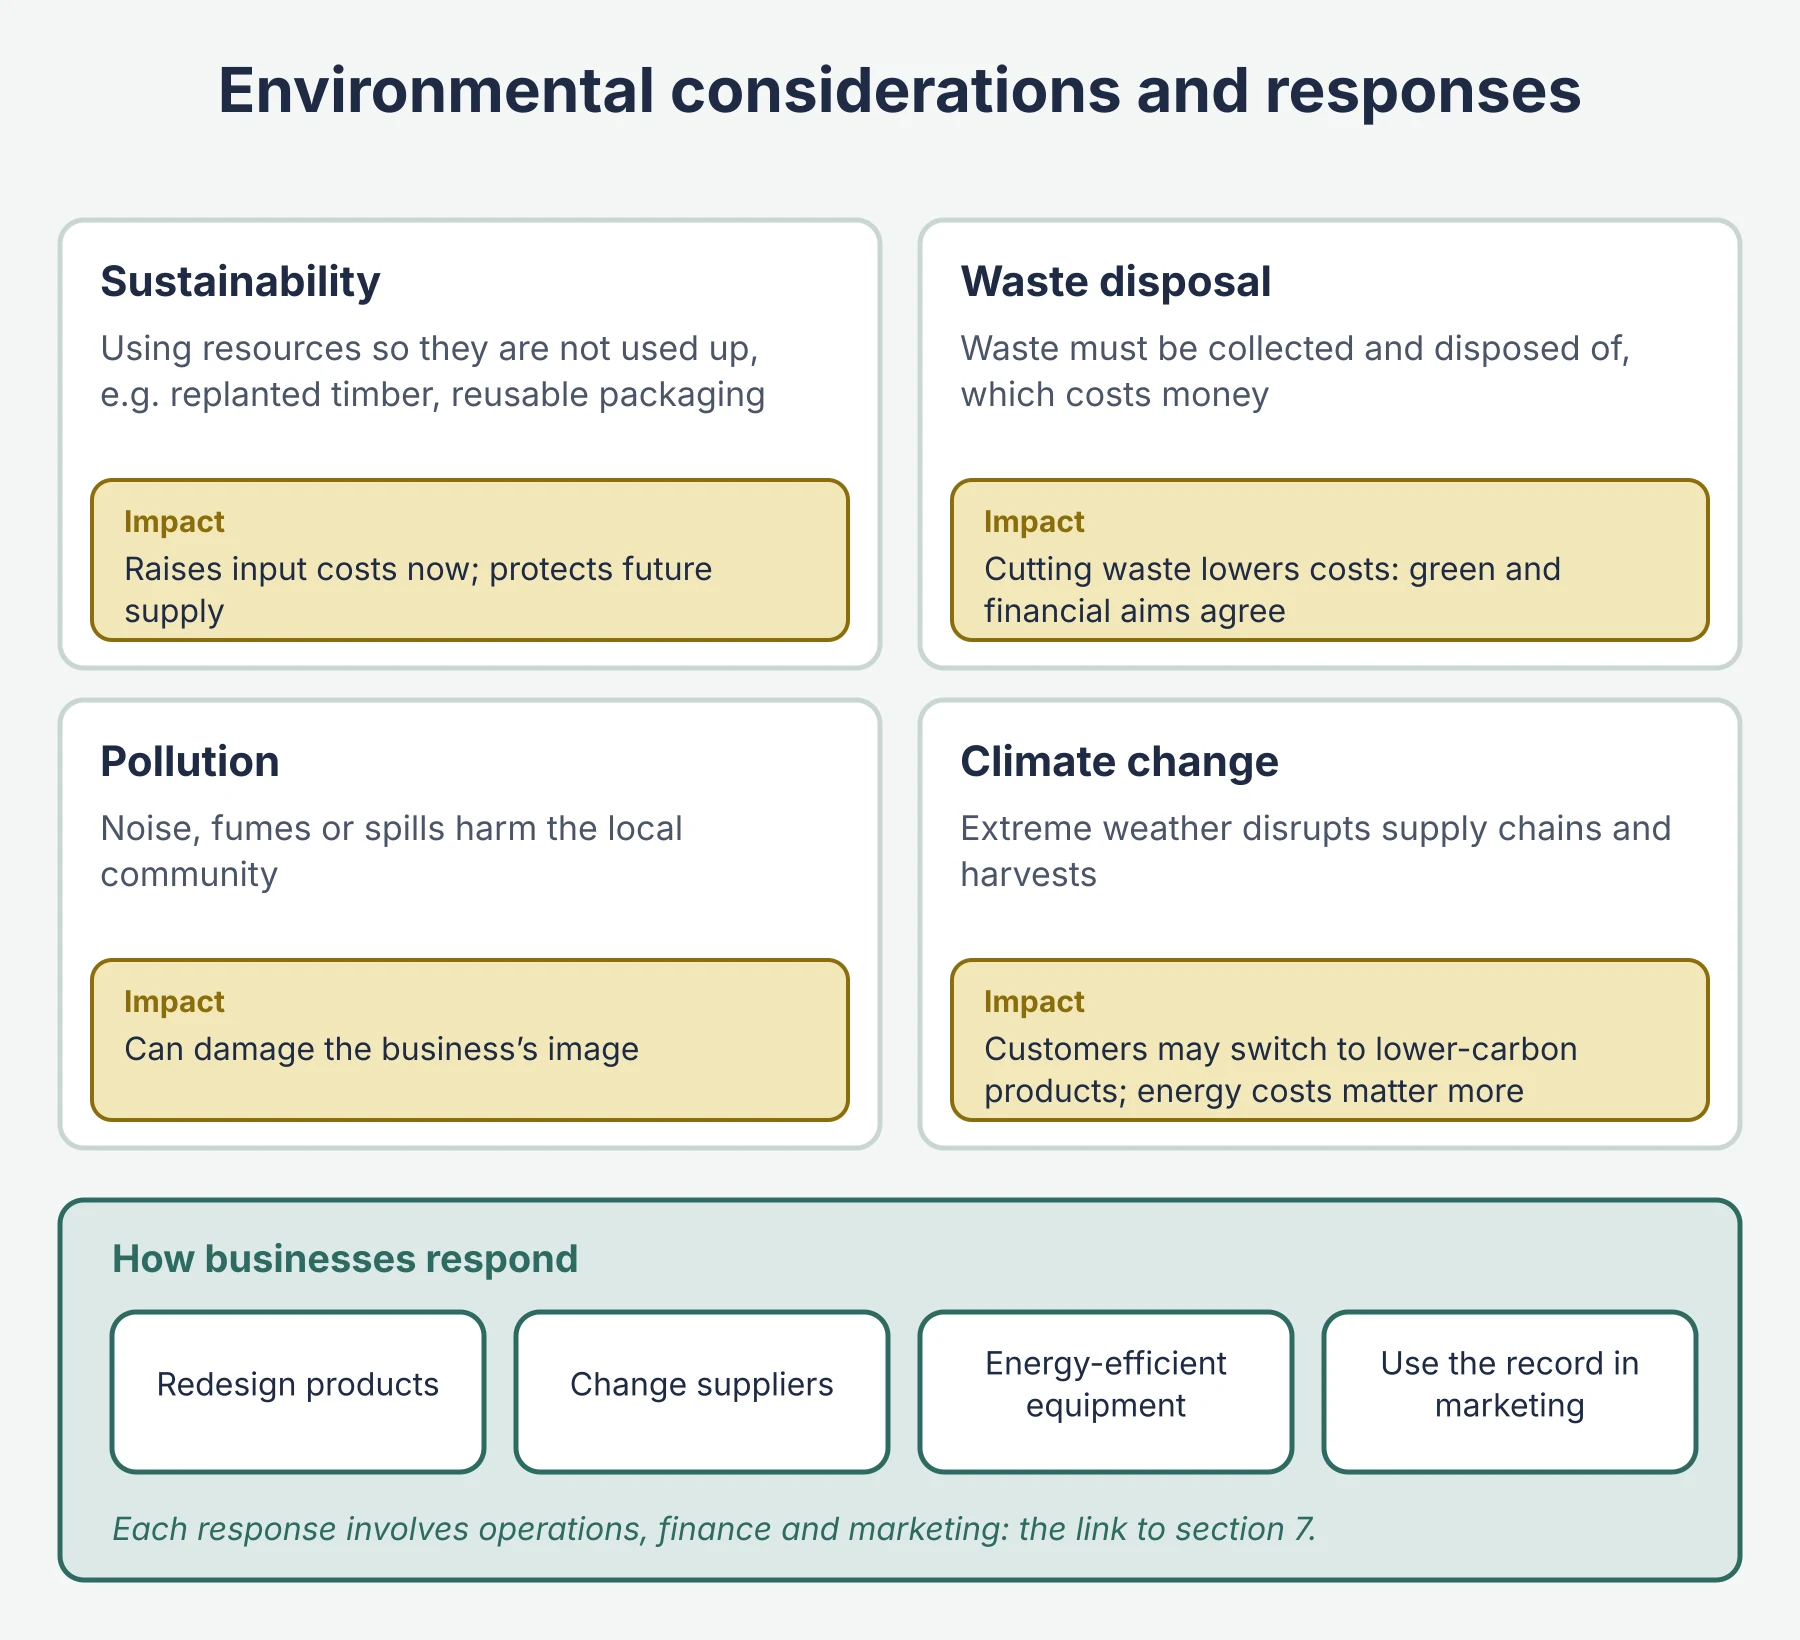 Environmental considerations and responses
Sustainability
Using resources so they are not used up,
e.g. replanted timber, reusable packaging
Impact
Raises input costs now; protects future
supply
Waste disposal
Waste must be collected and disposed of,
which costs money
Impact
Cutting waste lowers costs: green and
financial aims agree
Pollution
Noise, fumes or spills harm the local
community
Impact
Can damage the business’s image
Climate change
Extreme weather disrupts supply chains and
harvests
Impact
Customers may switch to lower-carbon
products; energy costs matter more
How businesses respond
Redesign products
Change suppliers
Energy-efficient
equipment
Use the record in
marketing
Each response involves operations, finance and marketing: the link to section 7.